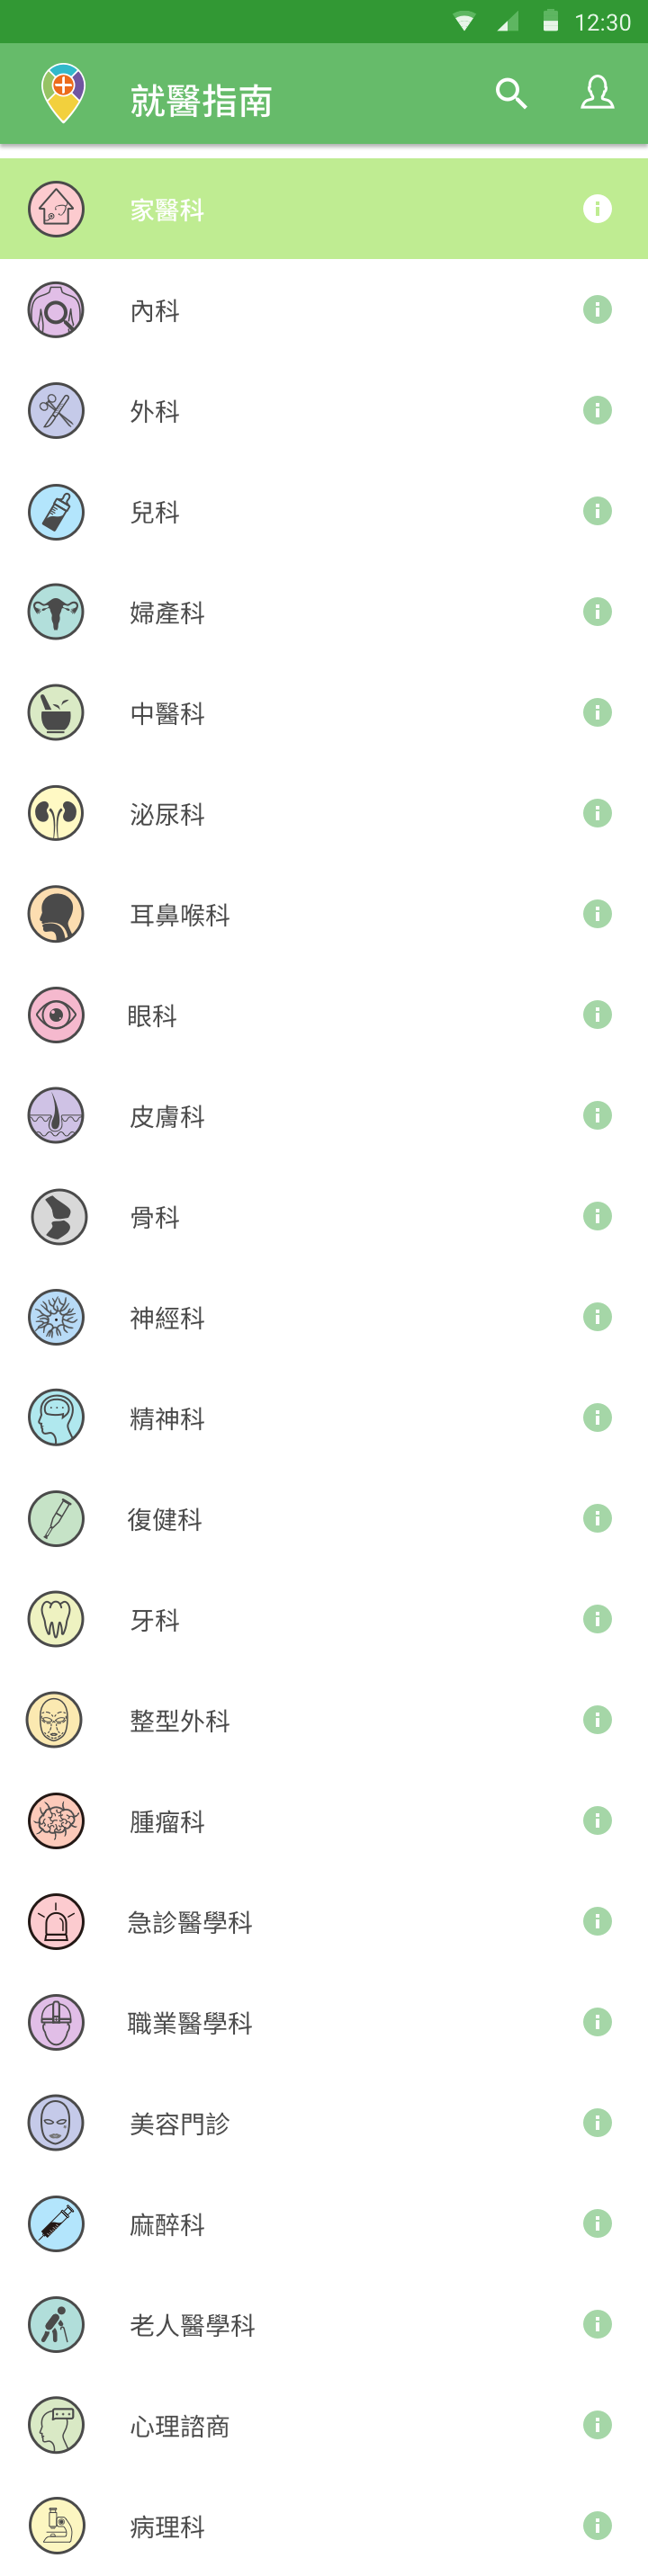 12:30
就醫指南
家醫科
內科
外科
兒科
婦產科
中醫科
泌尿科
耳鼻喉科
眼科
皮膚科
骨科
神經科
精神科
復健科
牙科
整型外科
腫瘤科
急診醫學科
職業醫學科
美容門診
麻醉科
老人醫學科
心理諮商
病理科